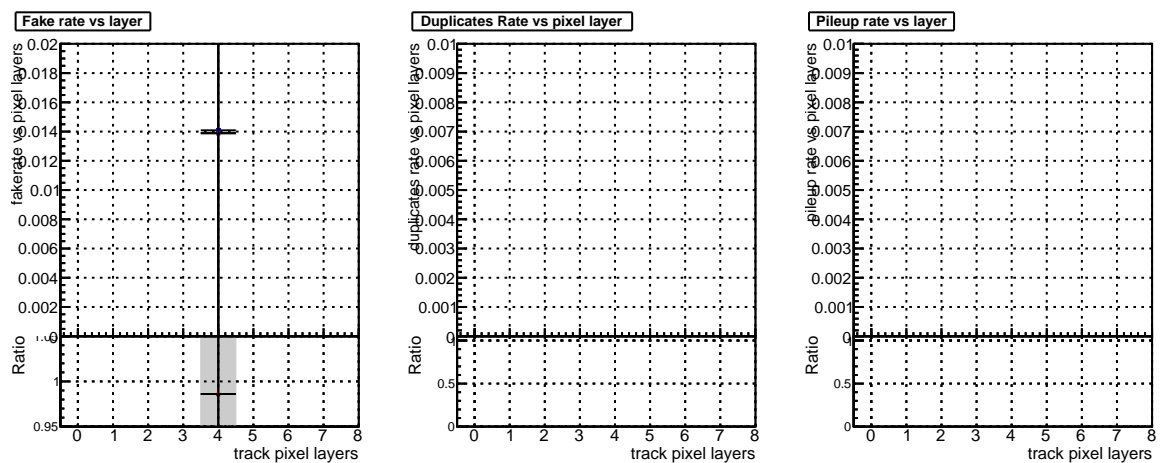 Fake rate vs layer
fakerate vs pixel layers
0.02
0.018
0.016
0.014
0.012
0.01
0.008
0.006
0.004
0.002
0
Ratio
1
0.95
0 1 2 3 4 5 6 7 8
track pixel layers
Duplicates Rate vs pixel layer
duplicates rate vs pixel layers
0.01
0.009
0.008
0.007
0.006
0.005
0.004
0.003
0.002
0.001
0
Ratio
1
0.5
0
0 1 2 3 4 5 6 7 8
track pixel layers
Pileup rate vs layer
pileup rate vs pixel layers
0.01
0.009
0.008
0.007
0.006
0.005
0.004
0.003
0.002
0.001
0
Ratio
1
0.5
0
0 1 2 3 4 5 6 7 8
track pixel layers